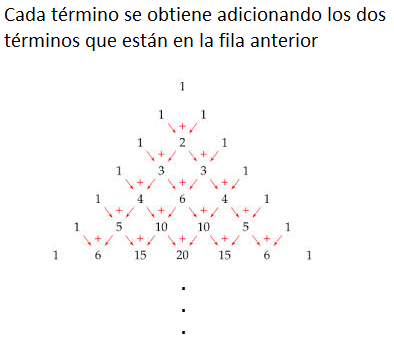 Cada término se obtiene adicionando los dos
términos que están en la fila anterior
1
1 1
+
1 2 1
+ +
1 3 3 1
+ + +
1 4 6 4 1
+ + + +
1 5 10 10 5 1
+ + + + +
1 6 15 20 15 6 1
.
.
.